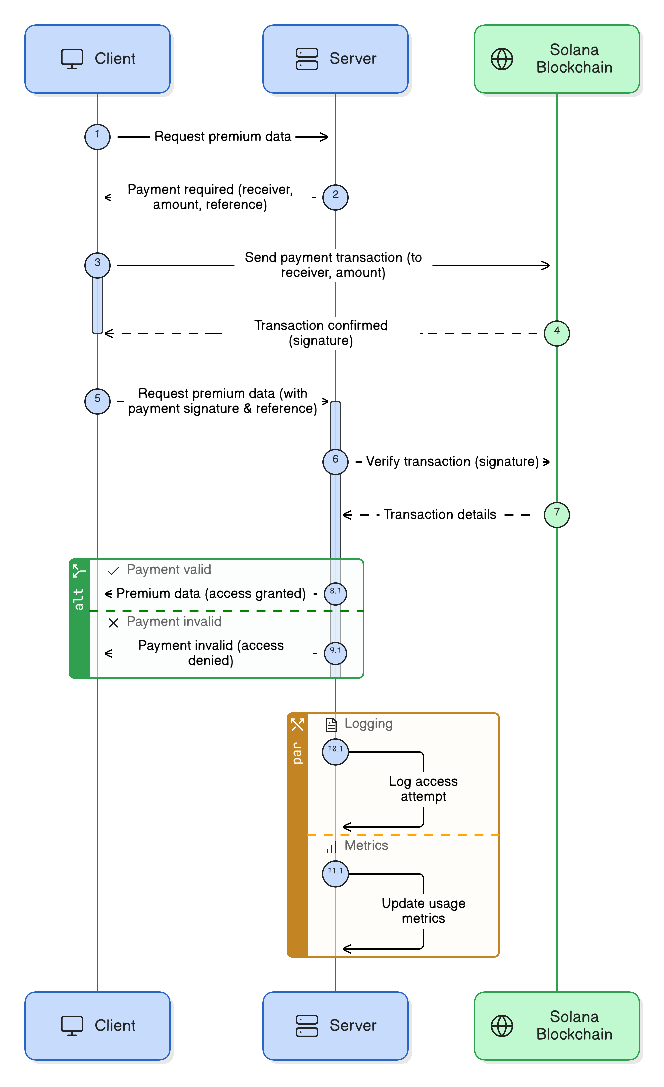 Client
Server
Solana
Blockchain
1
Request premium data
2
Payment required (receiver,
amount, reference)
3
Send payment transaction (to
receiver, amount)
4
Transaction confirmed
(signature)
5
Request premium data (with
payment signature & reference)
6
Verify transaction (signature)
7
Transaction details
alt
Payment valid
8.1
Premium data (access granted)
Payment invalid
9.1
Payment invalid (access
denied)
par
Logging
10.1
Log access
attempt
Metrics
11.1
Update usage
metrics
Client
Server
Solana
Blockchain